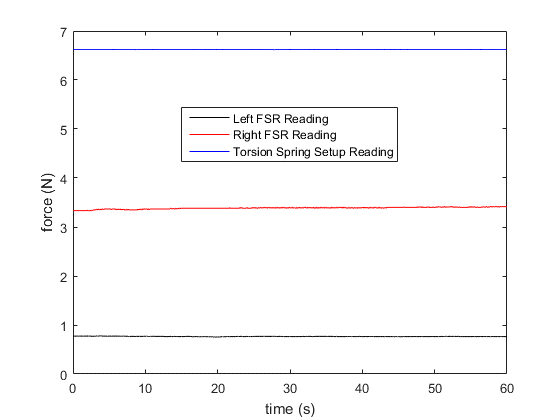 7
6
5
4
3
2
1
0
force (N)
Left FSR Reading
Right FSR Reading
Torsion Spring Setup Reading
0 10 20 30 40 50 60
time (s)